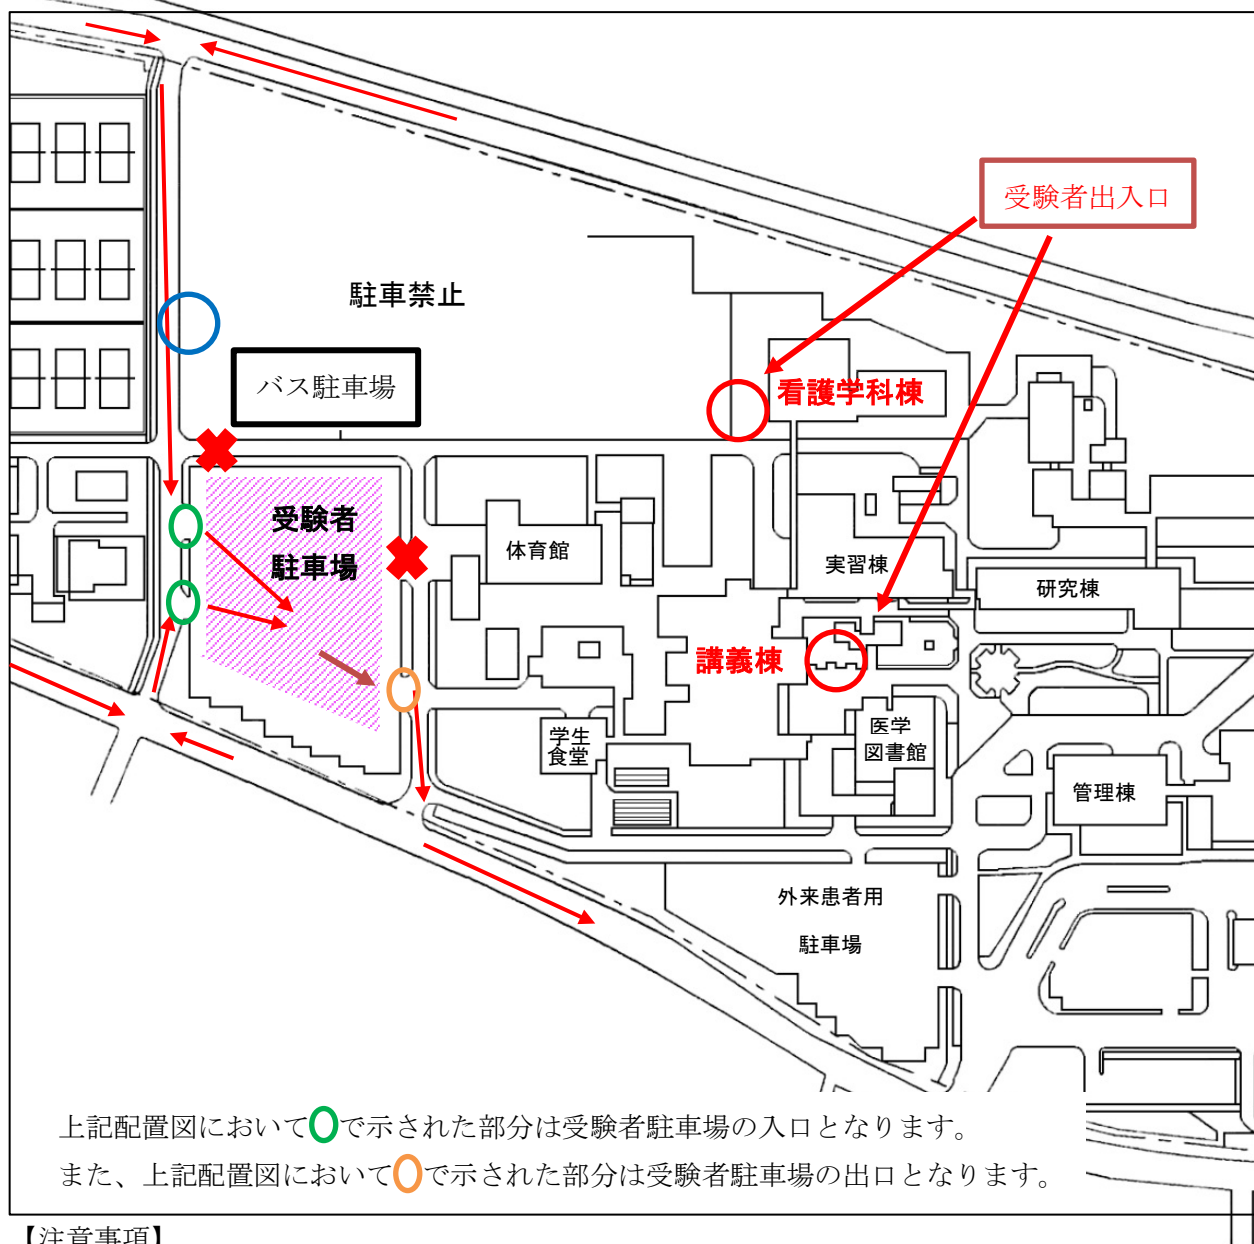 受験者出入口
駐車禁止
バス駐車場
看護学科棟
受験者
駐車場
体育館
実習棟
研究棟
講義棟
学生
食堂
医学
図書館
管理棟
外来患者用
駐車場
上記配置図において〇で示された部分は受験者駐車場の入口となります。
また、上記配置図において〇で示された部分は受験者駐車場の出口となります。
【注意事項】